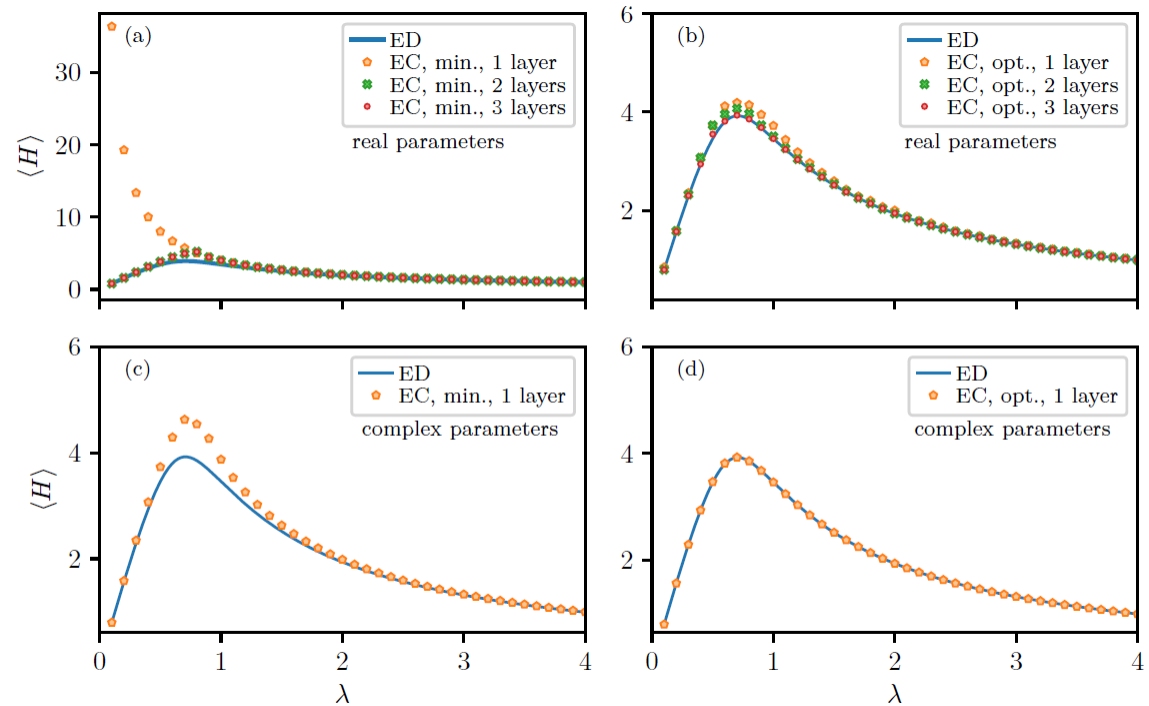 (a)
ED
EC, min., 1 layer
EC, min., 2 layers
EC, min., 3 layers
real parameters
30
20
10
0
⟨H⟩
(b)
ED
EC, opt., 1 layer
EC, opt., 2 layers
EC, opt., 3 layers
real parameters
6
4
2
(c)
ED
EC, min., 1 layer
complex parameters
6
4
2
⟨H⟩
0 1 2 3 4
λ
(d)
ED
EC, opt., 1 layer
complex parameters
6
4
2
0 1 2 3 4
λ